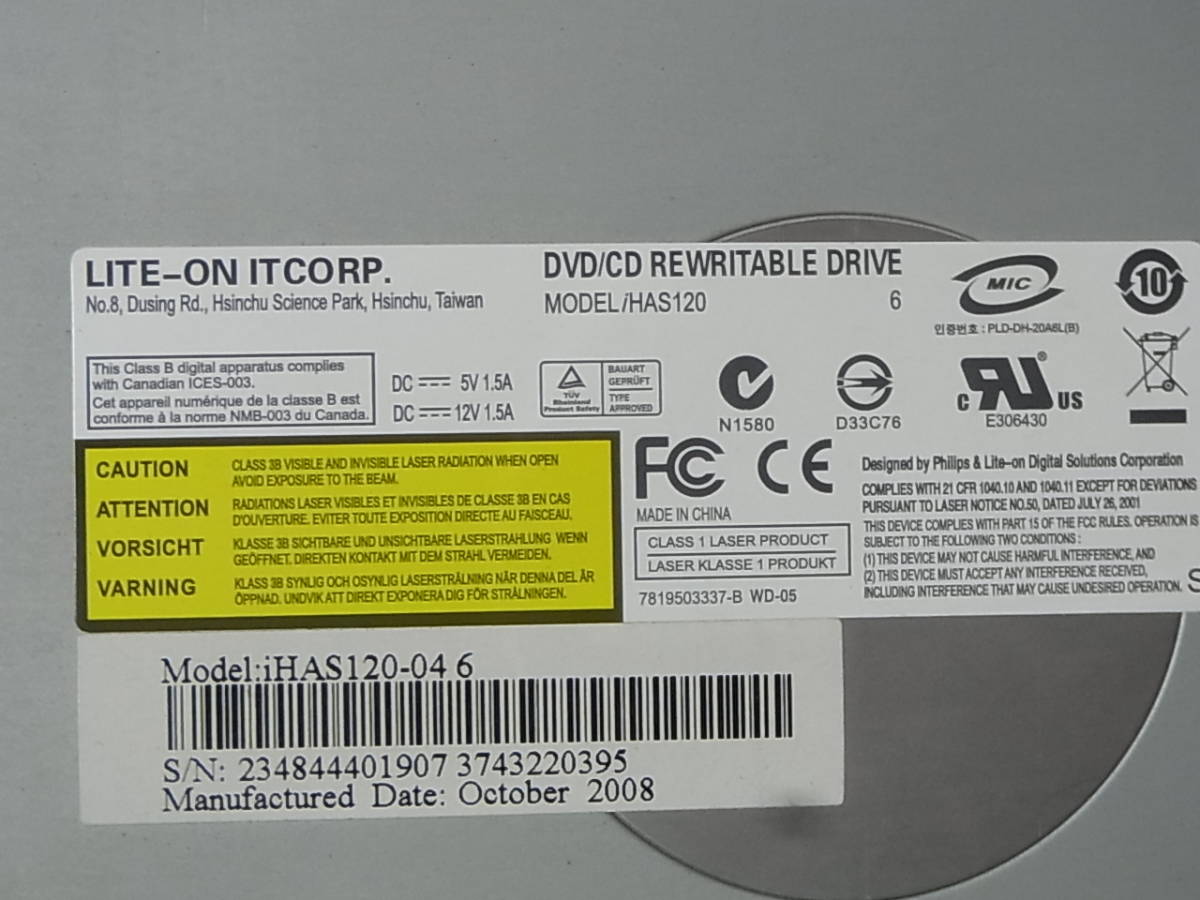 LITE-ON ITCORP.
No.8, Dusing Rd., Hsinchu Science Park, Hsinchu, Taiwan
DVD/CD REWRITABLE DRIVE
MODEL iHAS120 6
MIC
인증번호 : PLD-DH-20A6L(B)
10
This Class B digital apparatus complies
with Canadian ICES-003.
Cet appareil numérique de la classe B est
conforme à la norme NMB-003 du Canada.
DC 5V 1.5A
DC 12V 1.5A
TÜV
Rheinland
Product Safety
BAUART
GEPRÜFT
TYPE
APPROVED
N1580
D33C76
c RU US
®
E306430
CAUTION
CLASS 3B VISIBLE AND INVISIBLE LASER RADIATION WHEN OPEN
AVOID EXPOSURE TO THE BEAM.
ATTENTION
RADIATIONS LASER VISIBLES ET INVISIBLES DE CLASSE 3B EN CAS
D'OUVERTURE. EVITER TOUTE EXPOSITION DIRECTE AU FAISCEAU.
VORSICHT
KLASSE 3B SICHTBARE UND UNSICHTBARE LASERSTRAHLUNG WENN
GEÖFFNET. DIREKTEN KONTAKT MIT DEM STRAHL VERMEIDEN.
VARNING
KLASS 3B SYNLIG OCH OSYNLIG LASERSTRÅLNING NÄR DENNA DEL ÄR
ÖPPNAD. UNDVIK ATT DIREKT EXPONERA DIG FÖR STRÅLNINGEN.
FC CE
MADE IN CHINA
CLASS 1 LASER PRODUCT
LASER KLASSE 1 PRODUKT
7819503337-B WD-05
Designed by Philips & Lite-on Digital Solutions Corporation
COMPLIES WITH 21 CFR 1040.10 AND 1040.11 EXCEPT FOR DEVIATIONS
PURSUANT TO LASER NOTICE NO.50, DATED JULY 26, 2001
THIS DEVICE COMPLIES WITH PART 15 OF THE FCC RULES. OPERATION IS
SUBJECT TO THE FOLLOWING TWO CONDITIONS :
(1) THIS DEVICE MAY NOT CAUSE HARMFUL INTERFERENCE, AND
(2) THIS DEVICE MUST ACCEPT ANY INTERFERENCE RECEIVED,
INCLUDING INTERFERENCE THAT MAY CAUSE UNDESIRED OPERATION.
Model:iHAS120-04 6
S/N: 234844401907 3743220395
Manufactured Date: October 2008